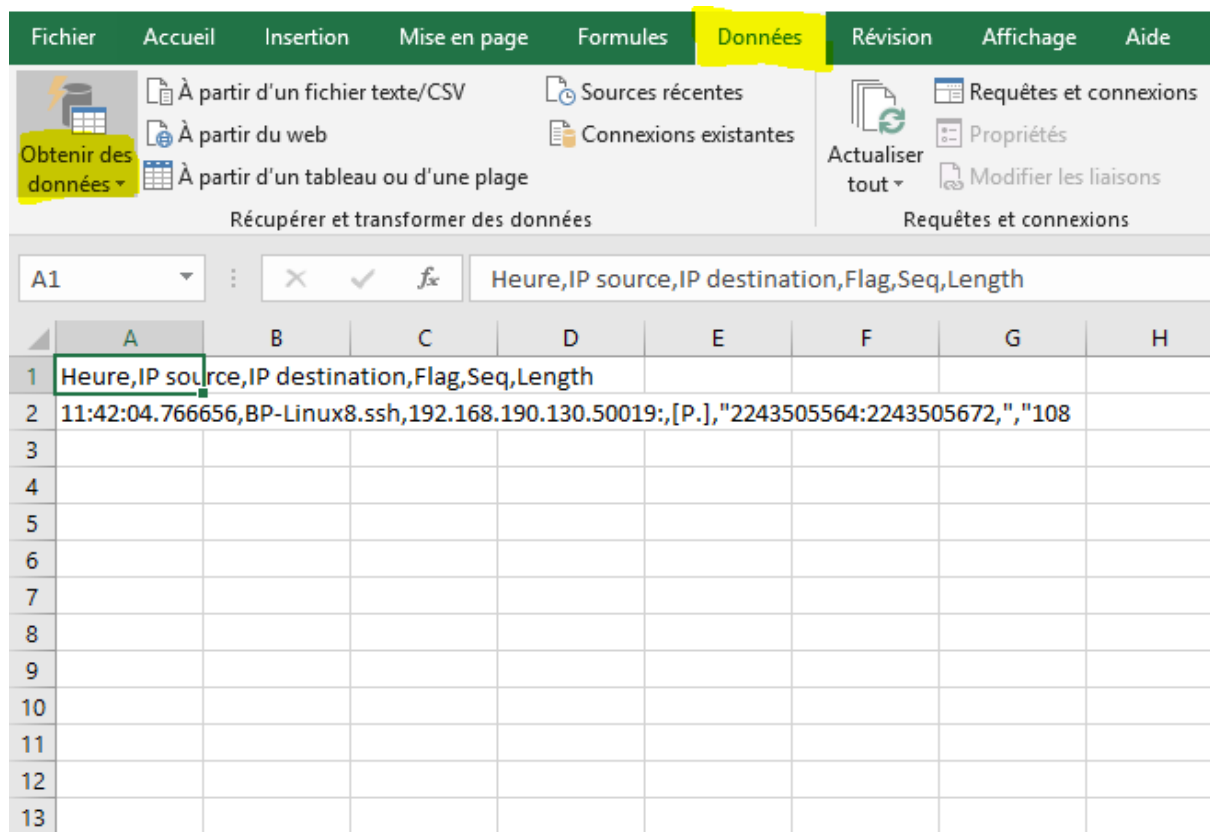 Fichier Accueil Insertion Mise en page Formules Données Révision Affichage Aide
À partir d'un fichier texte/CSV
À partir du web
À partir d'un tableau ou d'une plage
Obtenir des
données
Sources récentes
Connexions existantes
Récupérer et transformer des données
Actualiser
tout
Requêtes et connexions
Propriétés
Modifier les liaisons
Requêtes et connexions
A1 fx Heure,IP source,IP destination,Flag,Seq,Length
A B C D E F G H
1 Heure,IP source,IP destination,Flag,Seq,Length
2 11:42:04.766656,BP-Linux8.ssh,192.168.190.130.50019:,[P.],"2243505564:2243505672,","108
3
4
5
6
7
8
9
10
11
12
13